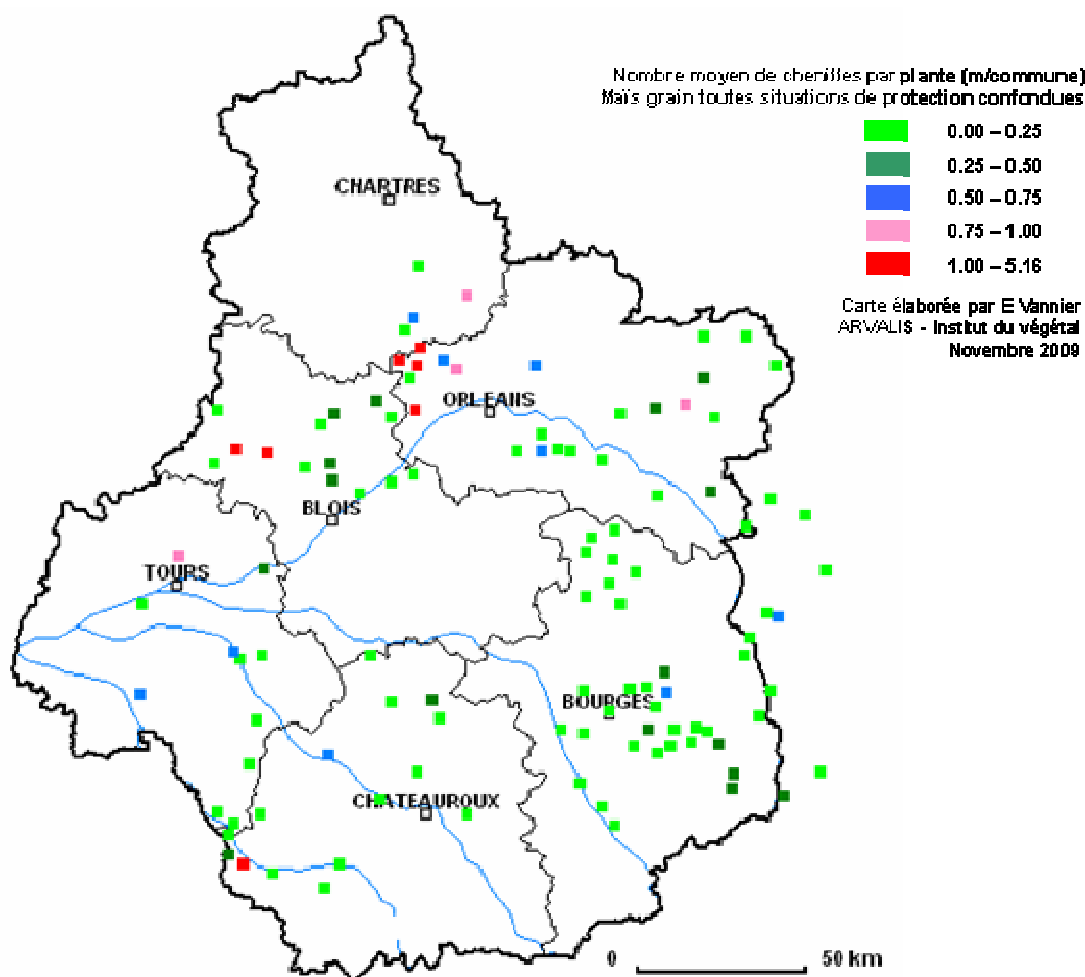 Nombre moyen de chenilles par plante (m/commune)
Maïs grain toutes situations de protection confondues
0.00 – 0.25
0.25 – 0.50
0.50 – 0.75
0.75 – 1.00
1.00 – 5.16
Carte élaborée par E Vannier
ARVALIS - Institut du végétal
Novembre 2009
CHARTRES
ORLEANS
BLOIS
TOURS
BOURGES
CHATEAUROUX
0 50 km